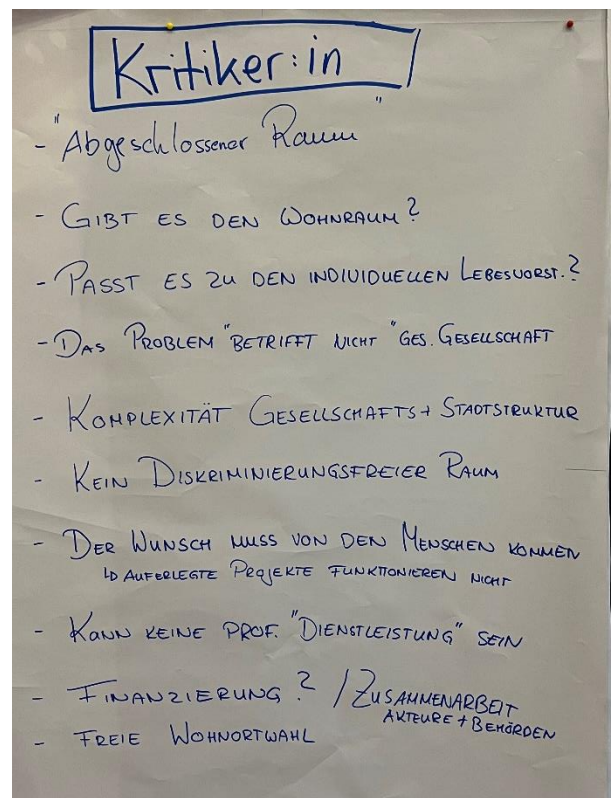 Kritiker:in
- "Abgeschlossener Raum"
- GIBT ES DEN WOHNRAUM?
- PASST ES ZU DEN INDIVIDUELLEN LEBESVORST.?
- DAS PROBLEM "BETRIFFT NICHT" GES. GESELLSCHAFT
- KOMPLEXITÄT GESELLSCHAFTS + STADTSTRUKTUR
- KEIN DISKRIMINIERUNGSFREIER RAUM
- DER WUNSCH MUSS VON DEN MENSCHEN KOMMEN
↳ AUFERLEGTE PROJEKTE FUNKTIONIEREN NICHT
- KANN KEINE PROF. "DIENSTLEISTUNG" SEIN
- FINANZIERUNG? / ZUSAMMENARBEIT
AKTEURE + BEHÖRDEN
- FREIE WOHNORTWAHL